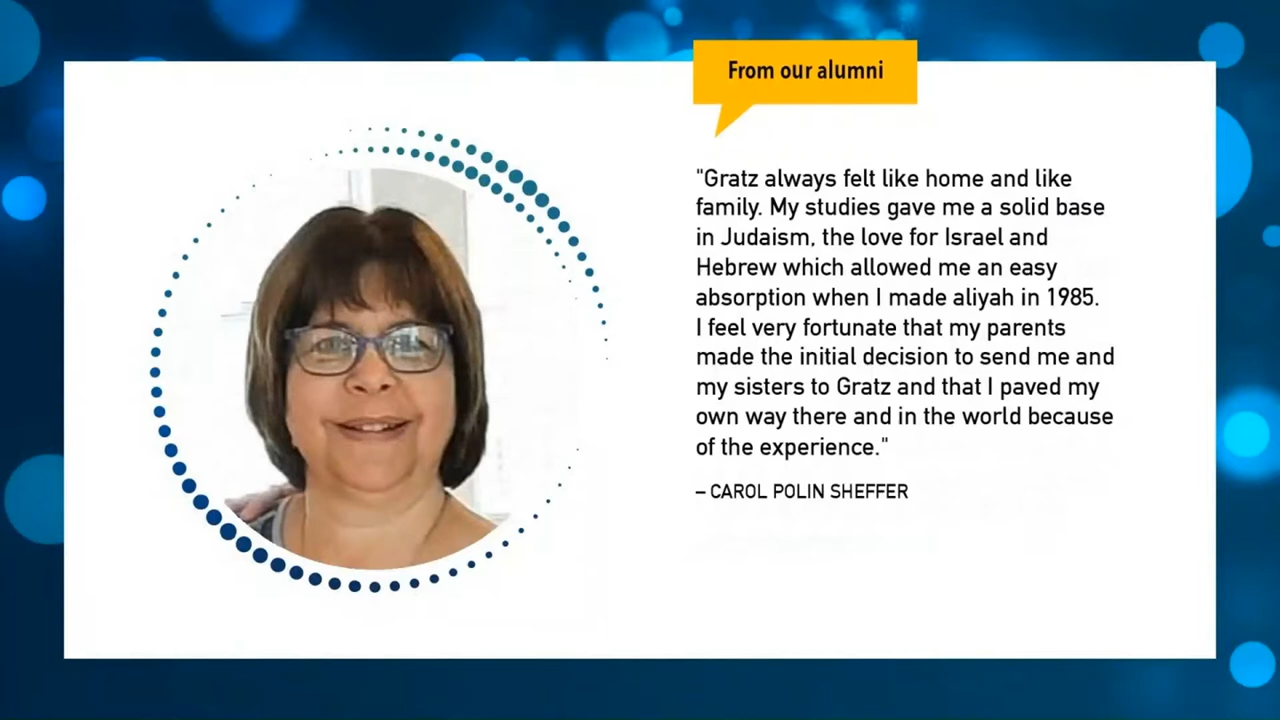 From our alumni
"Gratz always felt like home and like
family. My studies gave me a solid base
in Judaism, the love for Israel and
Hebrew which allowed me an easy
absorption when I made aliyah in 1985.
I feel very fortunate that my parents
made the initial decision to send me and
my sisters to Gratz and that I paved my
own way there and in the world because
of the experience."
– CAROL POLIN SHEFFER